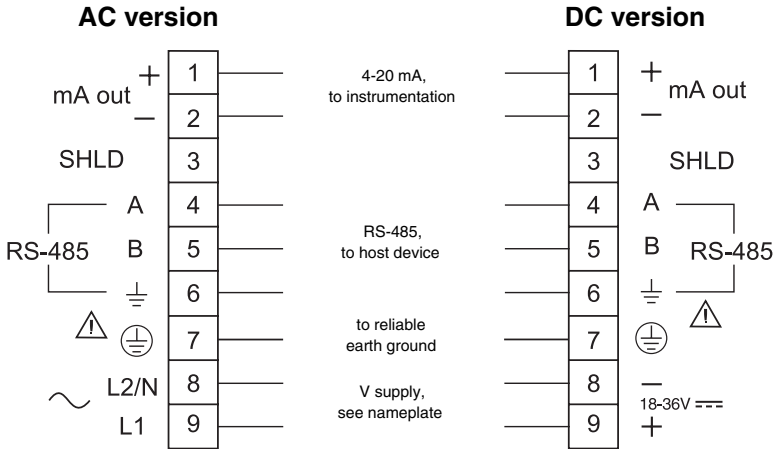 AC version
DC version
+ 1 4-20 mA, 1 +
mA out to instrumentation mA out
− 2 2 −
SHLD 3 3 SHLD
A 4 4 A
RS-485 B 5 RS-485, 5 B RS-485
to host device
6 6
7 to reliable 7
earth ground
L2/N 8 V supply, 8 −
see nameplate 18-36V
L1 9 9 +